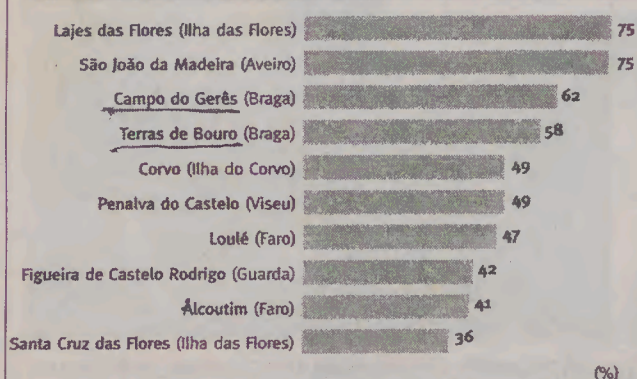 Lajes das Flores (Ilha das Flores) 75
São João da Madeira (Aveiro) 75
Campo do Gerês (Braga) 62
Terras de Bouro (Braga) 58
Corvo (Ilha do Corvo) 49
Penalva do Castelo (Viseu) 49
Loulé (Faro) 47
Figueira de Castelo Rodrigo (Guarda) 42
Álcoutim (Faro) 41
Santa Cruz das Flores (Ilha das Flores) 36
(%)